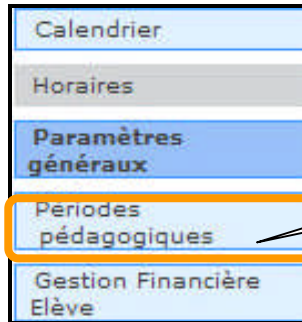 Calendrier
Horaires
Paramètres
généraux
Périodes
pédagogiques
Gestion Financière
Elève